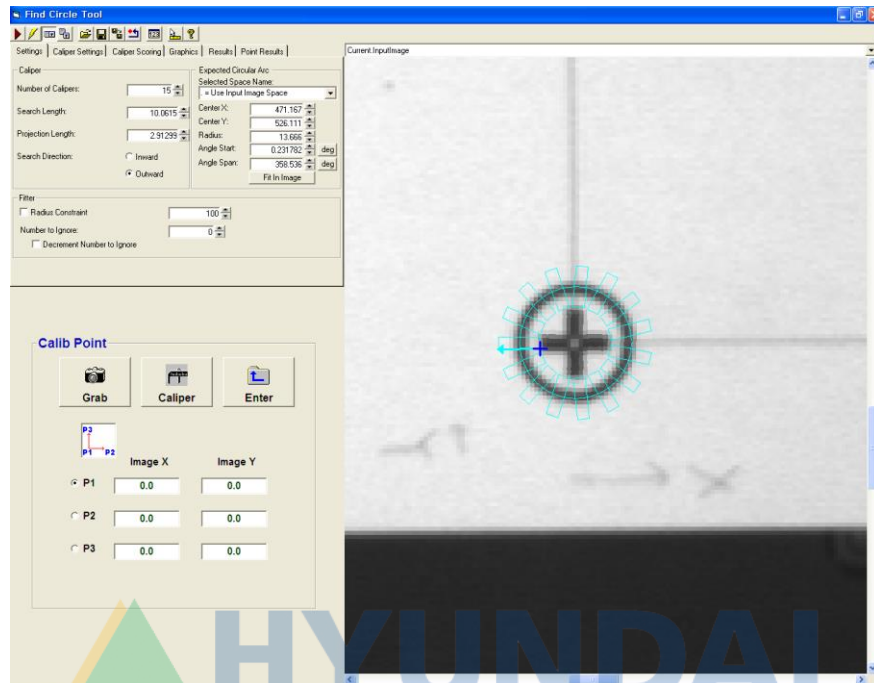 Find Circle Tool
Settings Caliper Settings Caliper Scoring Graphics Results Point Results
Current.InputImage
Caliper
Number of Calipers: 15
Search Length: 10.0615
Projection Length: 2.91299
Search Direction: Inward
Outward
Expected Circular Arc
Selected Space Name:
. = Use Input Image Space
Center X: 471.167
Center Y: 526.111
Radius: 13.666
Angle Start: 0.231782 deg
Angle Span: 358.536 deg
Fit In Image
Fitter
Radius Constraint 100
Number to Ignore: 0
Decrement Number to Ignore
Calib Point
Grab Caliper Enter
P3
P1 P2
Image X Image Y
P1 0.0 0.0
P2 0.0 0.0
P3 0.0 0.0
X
HYUNDAI